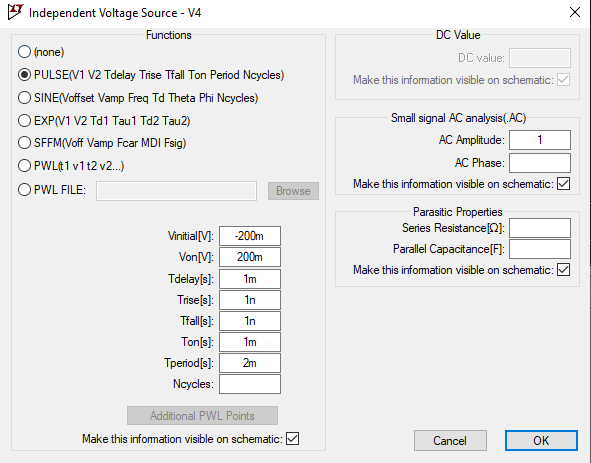 Independent Voltage Source - V4
Functions
(none)
PULSE(V1 V2 Tdelay Trise Tfall Ton Period Ncycles)
SINE(Voffset Vamp Freq Td Theta Phi Ncycles)
EXP(V1 V2 Td1 Tau1 Td2 Tau2)
SFFM(Voff Vamp Fcar MDI Fsig)
PWL(t1 v1 t2 v2...)
PWL FILE:
Browse
Vinitial[V]: -200m
Von[V]: 200m
Tdelay[s]: 1m
Trise[s]: 1n
Tfall[s]: 1n
Ton[s]: 1m
Tperiod[s]: 2m
Ncycles:
Additional PWL Points
Make this information visible on schematic:
DC Value
DC value:
Make this information visible on schematic:
Small signal AC analysis(.AC)
AC Amplitude: 1
AC Phase:
Make this information visible on schematic:
Parasitic Properties
Series Resistance[Ω]:
Parallel Capacitance[F]:
Make this information visible on schematic:
Cancel
OK